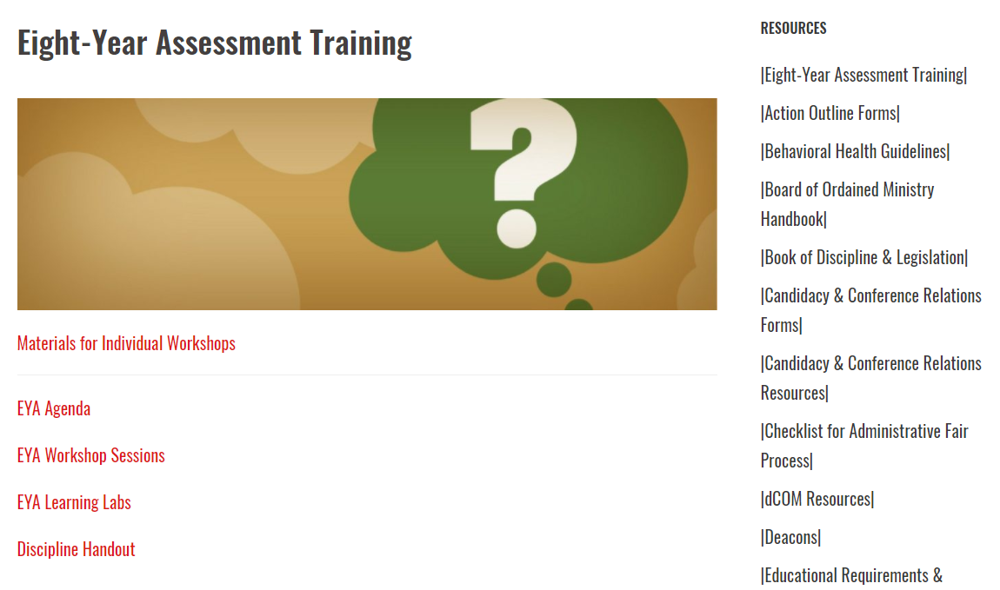 Eight-Year Assessment Training
?
Materials for Individual Workshops
EYA Agenda
EYA Workshop Sessions
EYA Learning Labs
Discipline Handout
RESOURCES
|Eight-Year Assessment Training|
|Action Outline Forms|
|Behavioral Health Guidelines|
|Board of Ordained Ministry
Handbook|
|Book of Discipline & Legislation|
|Candidacy & Conference Relations
Forms|
|Candidacy & Conference Relations
Resources|
|Checklist for Administrative Fair
Process|
|dCOM Resources|
|Deacons|
|Educational Requirements &